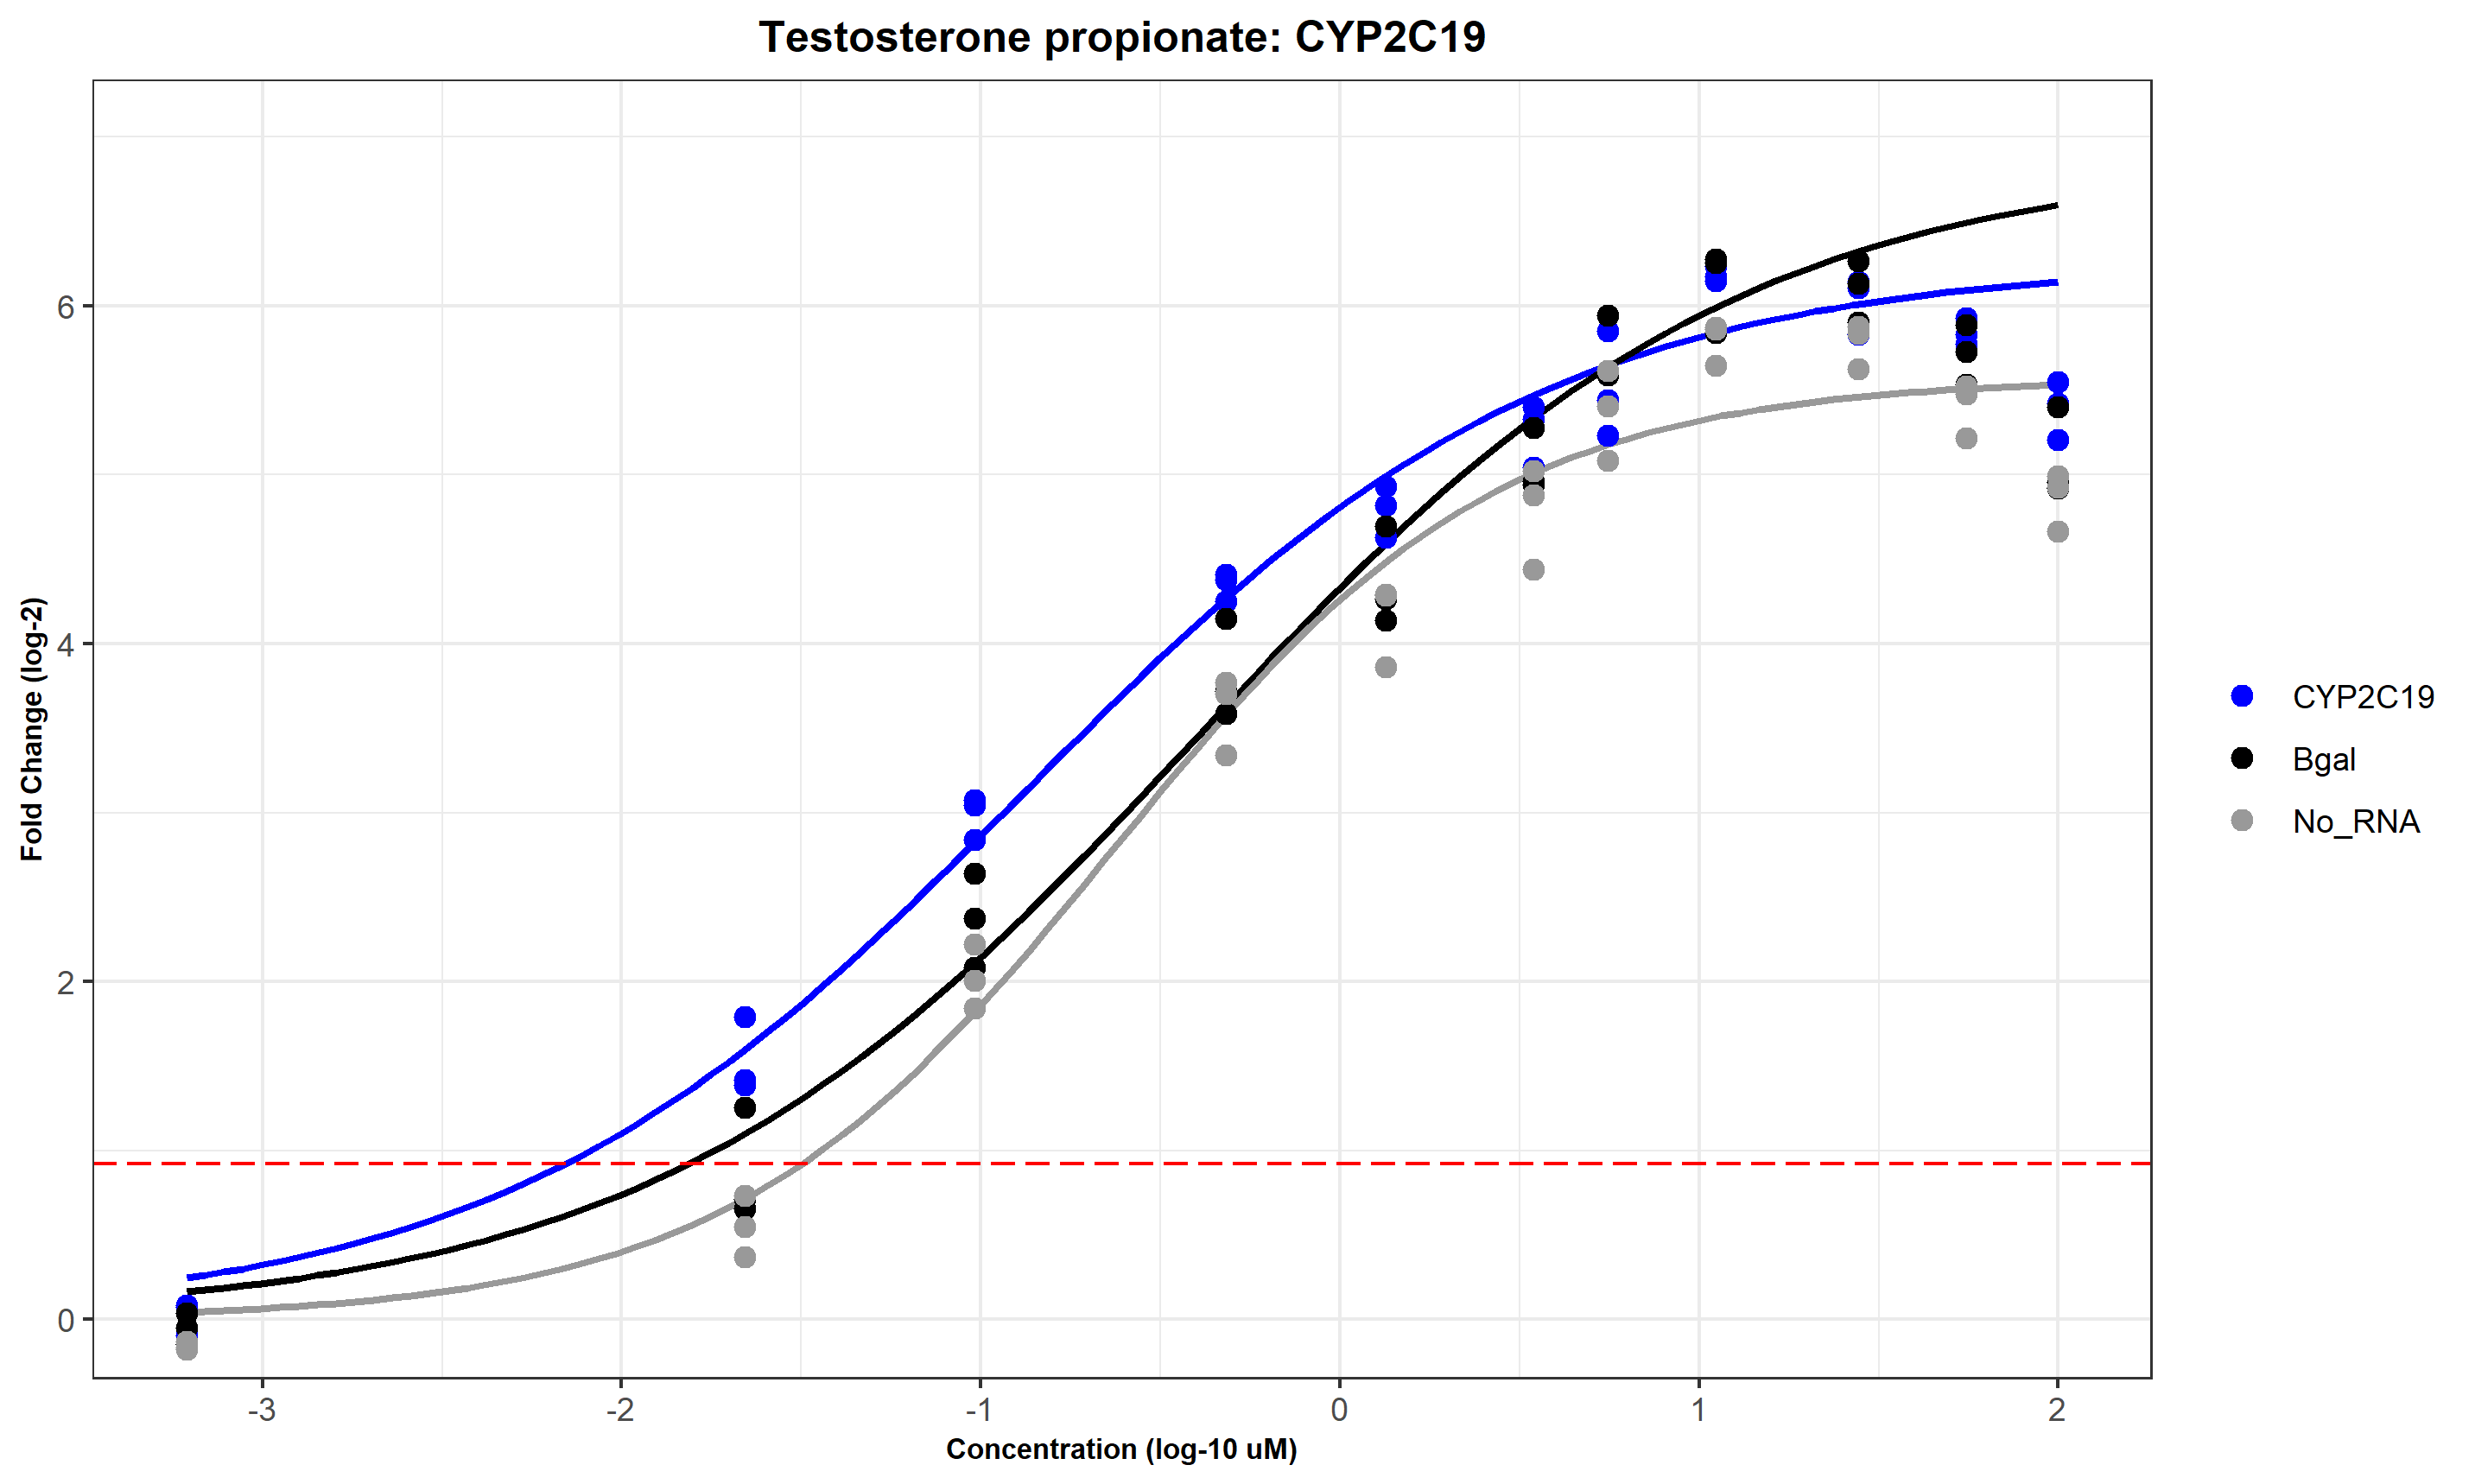 Testosterone propionate: CYP2C19
Fold Change (log-2)
6
4
2
0
-3
-2
-1
0
1
2
Concentration (log-10 uM)
CYP2C19
Bgal
No_RNA